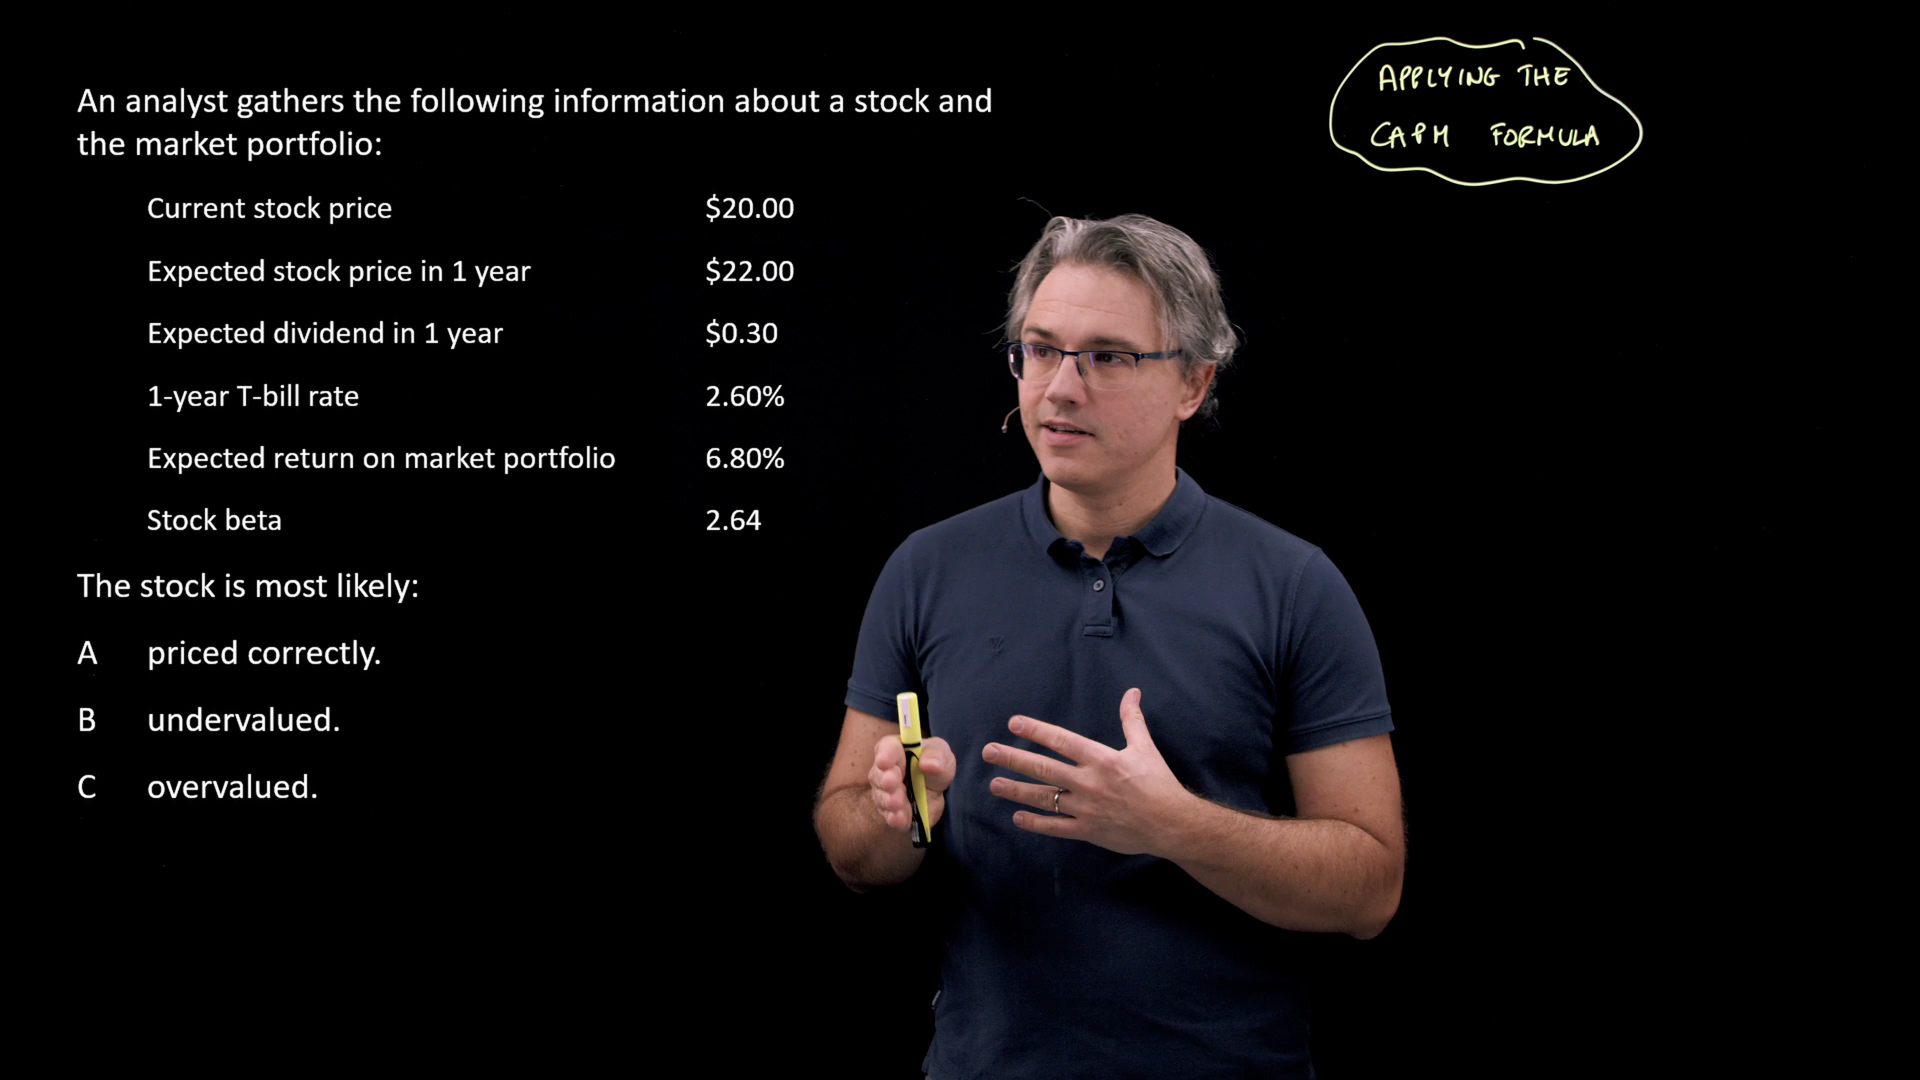 An analyst gathers the following information about a stock and
the market portfolio:
Current stock price $20.00
Expected stock price in 1 year $22.00
Expected dividend in 1 year $0.30
1-year T-bill rate 2.60%
Expected return on market portfolio 6.80%
Stock beta 2.64
The stock is most likely:
A priced correctly.
B undervalued.
C overvalued.
APPLYING THE
CAPM FORMULA